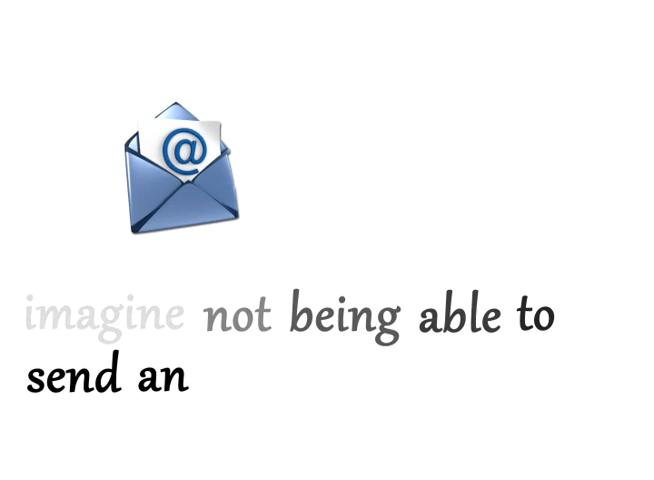 @
imagine not being able to
send an